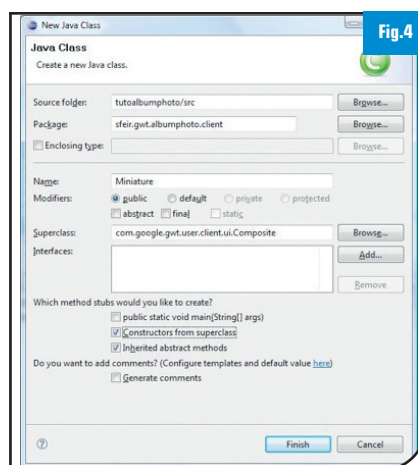 New Java Class
Fig.4
Java Class
Create a new Java class.
Source folder: tutoalbumphoto/src Browse...
Package: sfeir.gwt.albumphoto.client Browse...
Enclosing type: Browse...
Name: Miniature
Modifiers: public default private protected
abstract final static
Superclass: com.google.gwt.user.client.ui.Composite Browse...
Interfaces: Add...
Remove
Which method stubs would you like to create?
public static void main(String[] args)
Constructors from superclass
Inherited abstract methods
Do you want to add comments? (Configure templates and default value here)
Generate comments
? Finish Cancel